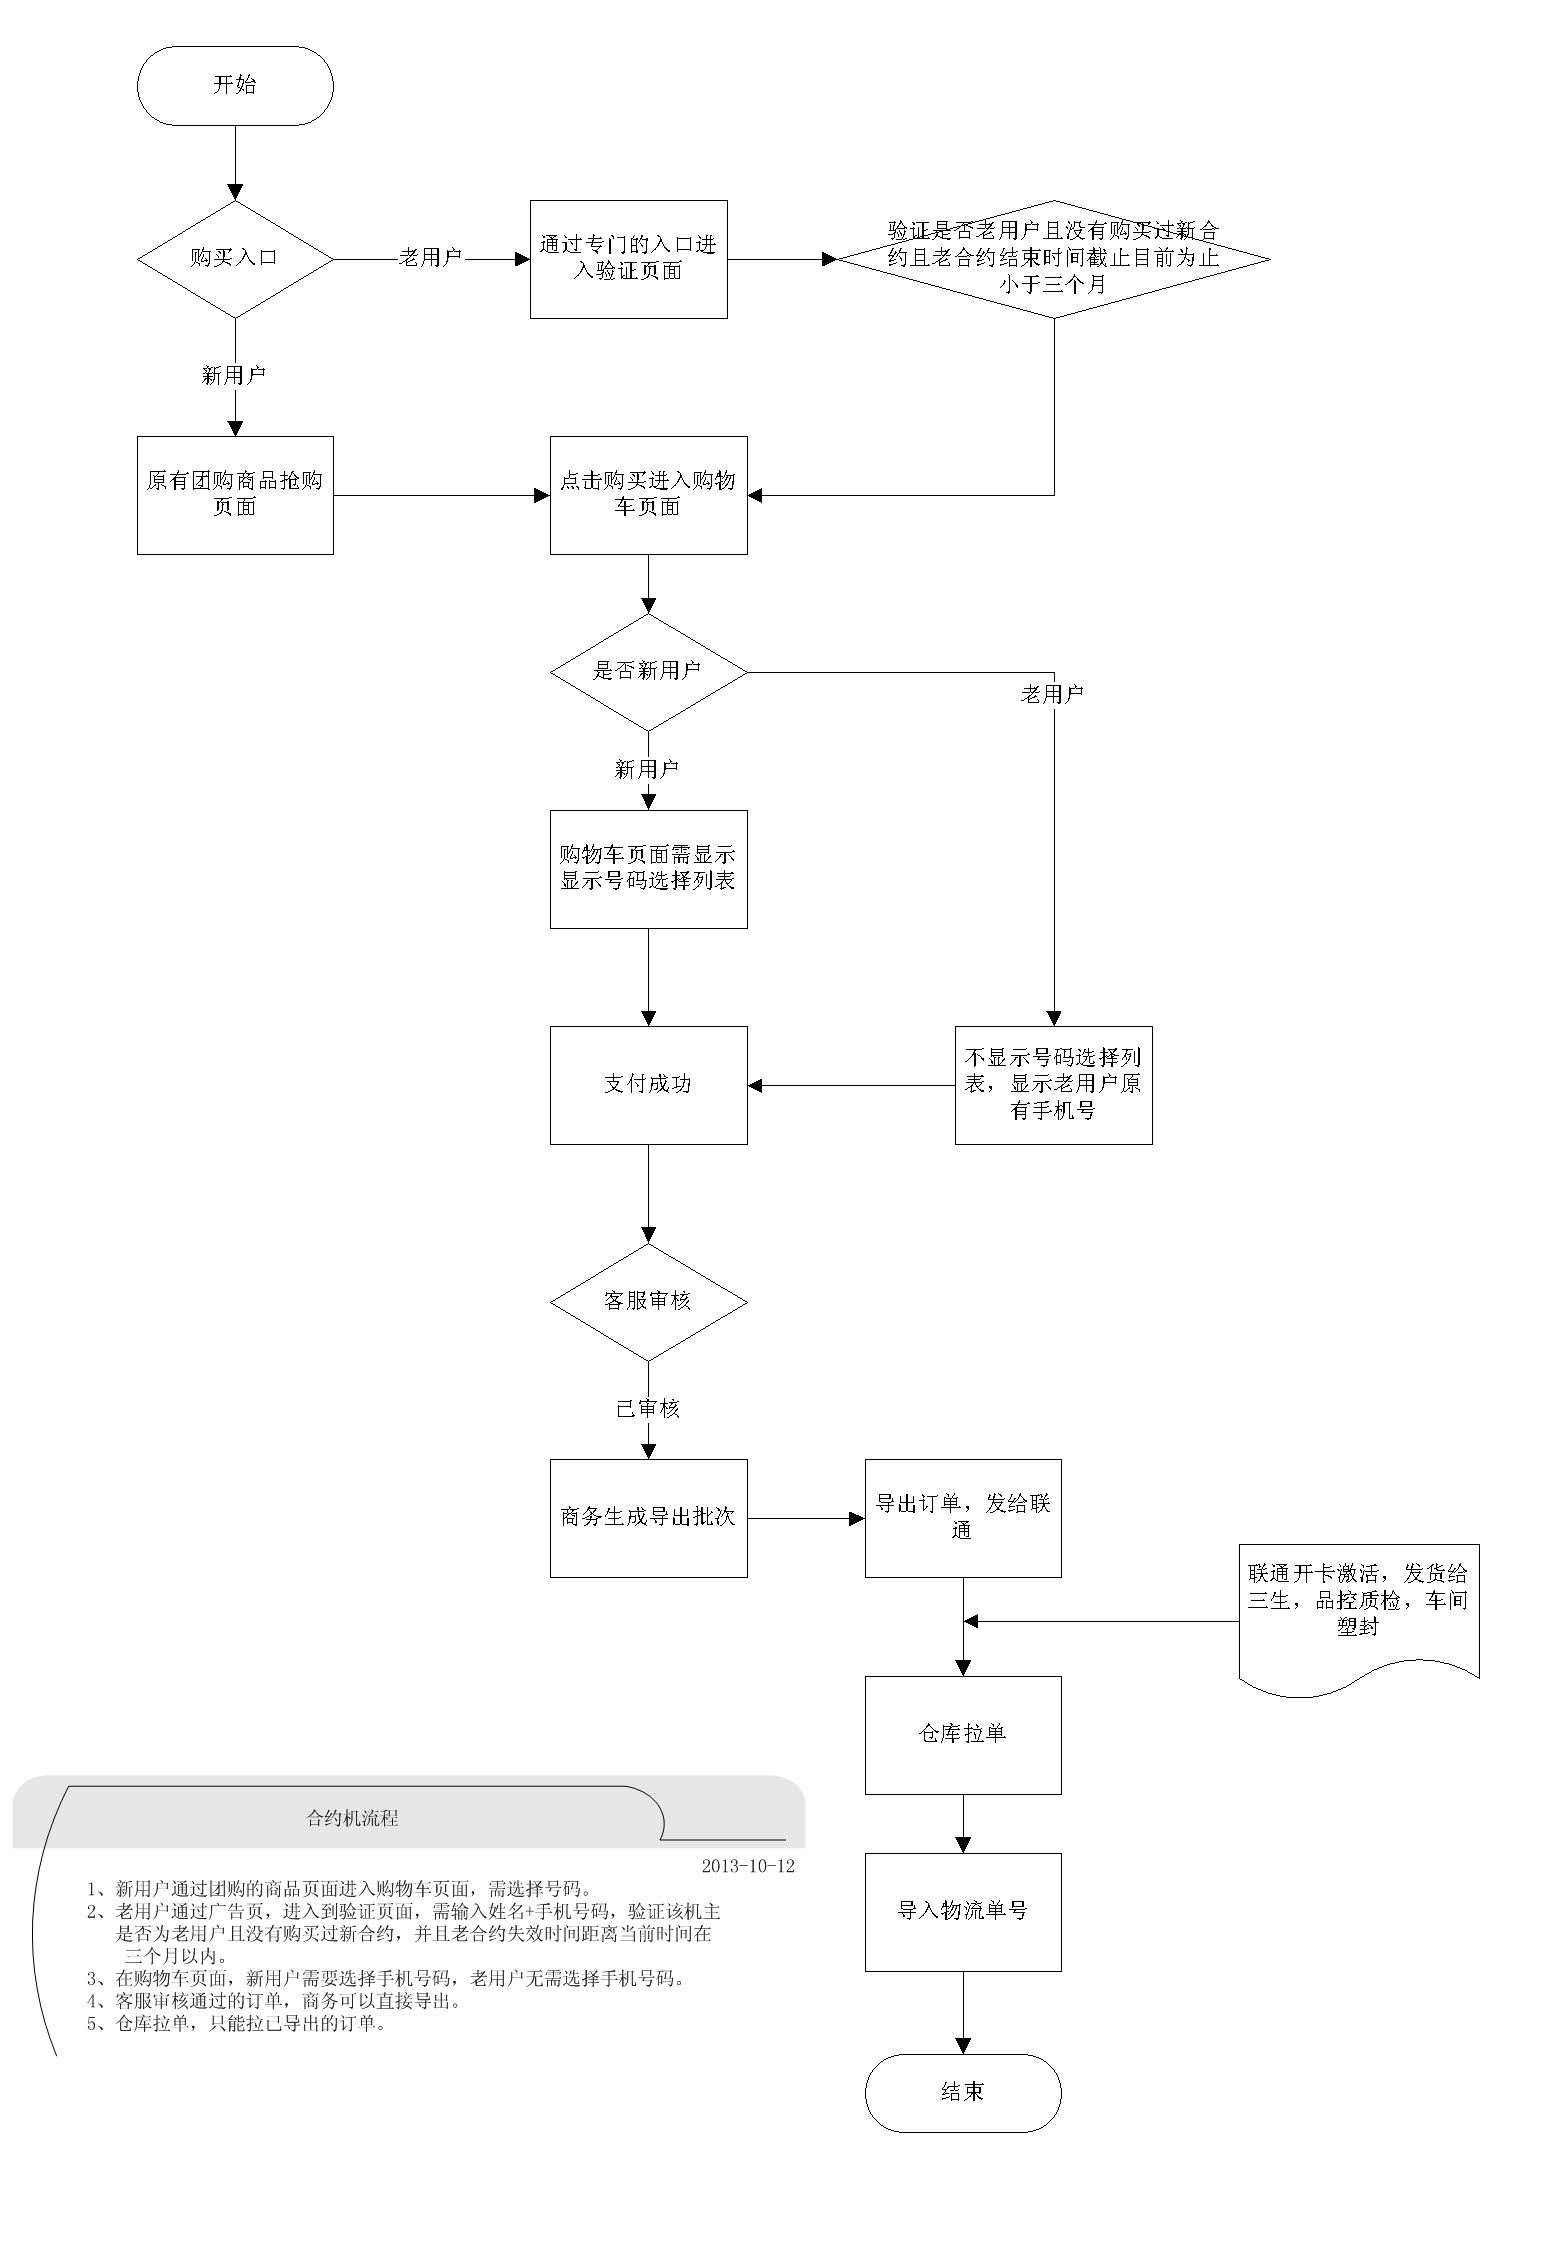 开始
购买入口
老用户
通过专门的入口进
入验证页面
验证是否老用户且没有购买过新合
约且老合约结束时间截止目前为止
小于三个月
新用户
原有团购商品抢购
页面
点击购买进入购物
车页面
是否新用户
老用户
新用户
购物车页面需显示
显示号码选择列表
支付成功
不显示号码选择列
表，显示老用户原
有手机号
客服审核
已审核
商务生成导出批次
导出订单，发给联
通
联通开卡激活，发货给
三生，品控质检，车间
塑封
仓库拉单
导入物流单号
结束
合约机流程
2013-10-12
1、新用户通过团购的商品页面进入购物车页面，需选择号码。
2、老用户通过广告页，进入到验证页面，需输入姓名+手机号码，验证该机主
是否为老用户且没有购买过新合约，并且老合约失效时间距离当前时间在
三个月以内。
3、在购物车页面，新用户需要选择手机号码，老用户无需选择手机号码。
4、客服审核通过的订单，商务可以直接导出。
5、仓库拉单，只能拉已导出的订单。